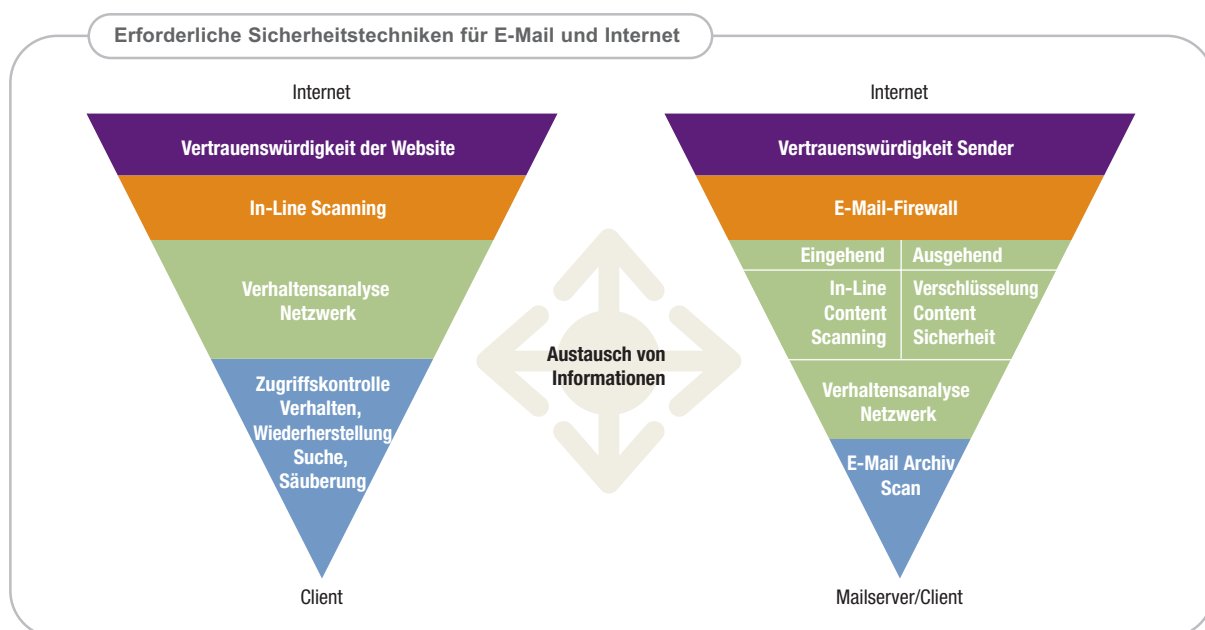 Erforderliche Sicherheitstechniken für E-Mail und Internet
Internet
Vertrauenswürdigkeit der Website
In-Line Scanning
Verhaltensanalyse
Netzwerk
Zugriffskontrolle
Verhalten,
Wiederherstellung
Suche,
Säuberung
Client
Austausch von
Informationen
Internet
Vertrauenswürdigkeit Sender
E-Mail-Firewall
Eingehend
In-Line
Content
Scanning
Ausgehend
Verschlüsselung
Content
Sicherheit
Verhaltensanalyse
Netzwerk
E-Mail Archiv
Scan
Mailserver/Client